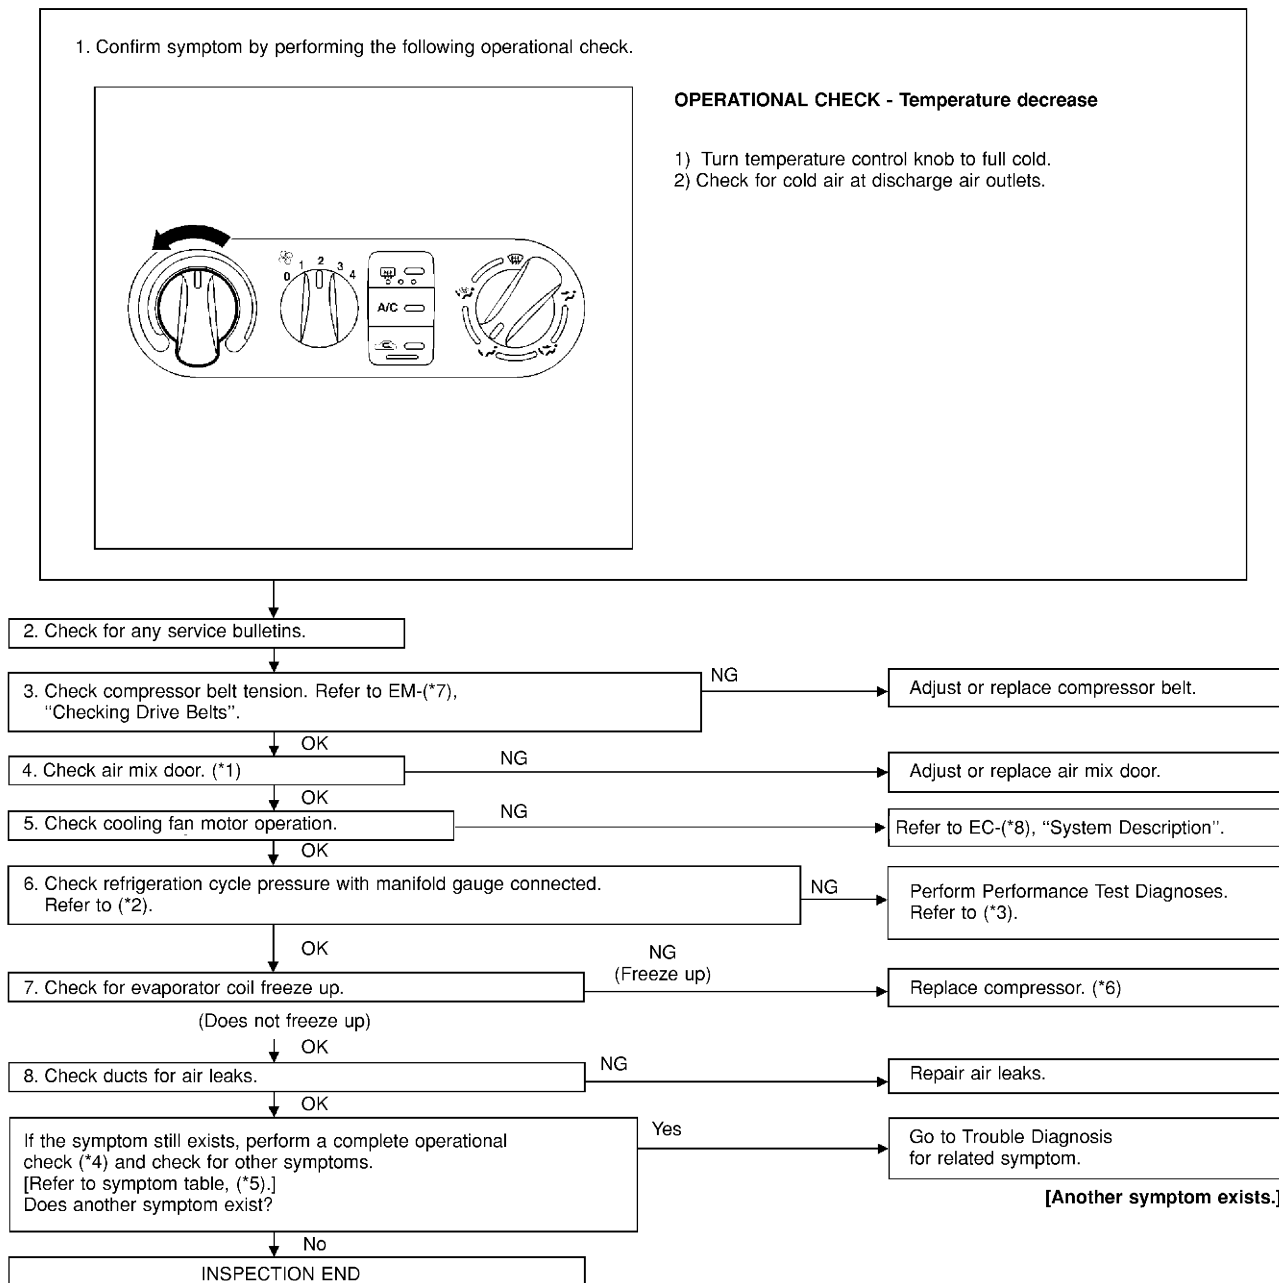 1. Confirm symptom by performing the following operational check.
OPERATIONAL CHECK - Temperature decrease
1) Turn temperature control knob to full cold.
2) Check for cold air at discharge air outlets.
0 1 2 3 4
A/C
2. Check for any service bulletins.
3. Check compressor belt tension. Refer to EM-(*7),
“Checking Drive Belts”.
NG
Adjust or replace compressor belt.
OK
4. Check air mix door. (*1)
NG
Adjust or replace air mix door.
OK
5. Check cooling fan motor operation.
NG
Refer to EC-(*8), “System Description”.
OK
6. Check refrigeration cycle pressure with manifold gauge connected.
Refer to (*2).
NG
Perform Performance Test Diagnoses.
Refer to (*3).
OK
7. Check for evaporator coil freeze up.
NG
(Freeze up)
Replace compressor. (*6)
(Does not freeze up)
OK
8. Check ducts for air leaks.
NG
Repair air leaks.
OK
If the symptom still exists, perform a complete operational
check (*4) and check for other symptoms.
[Refer to symptom table, (*5).]
Does another symptom exist?
Yes
Go to Trouble Diagnosis
for related symptom.
[Another symptom exists.]
No
INSPECTION END